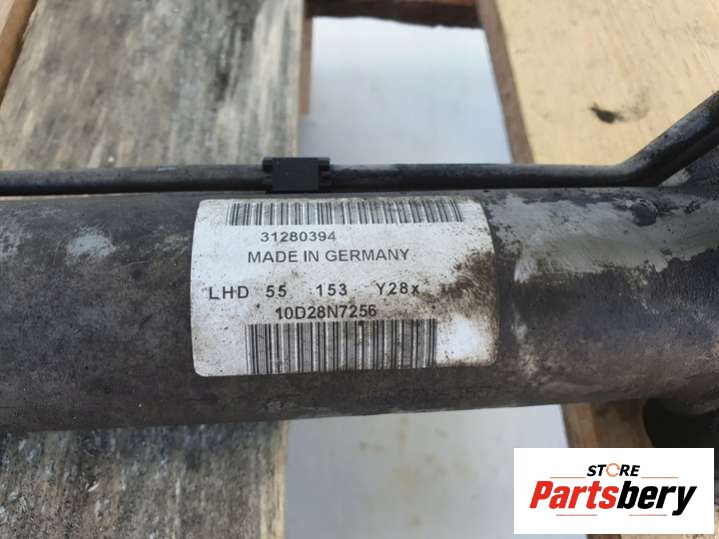 31280394
MADE IN GERMANY
LHD 55 153 Y28x
10D28N7256
STORE
Partsbery